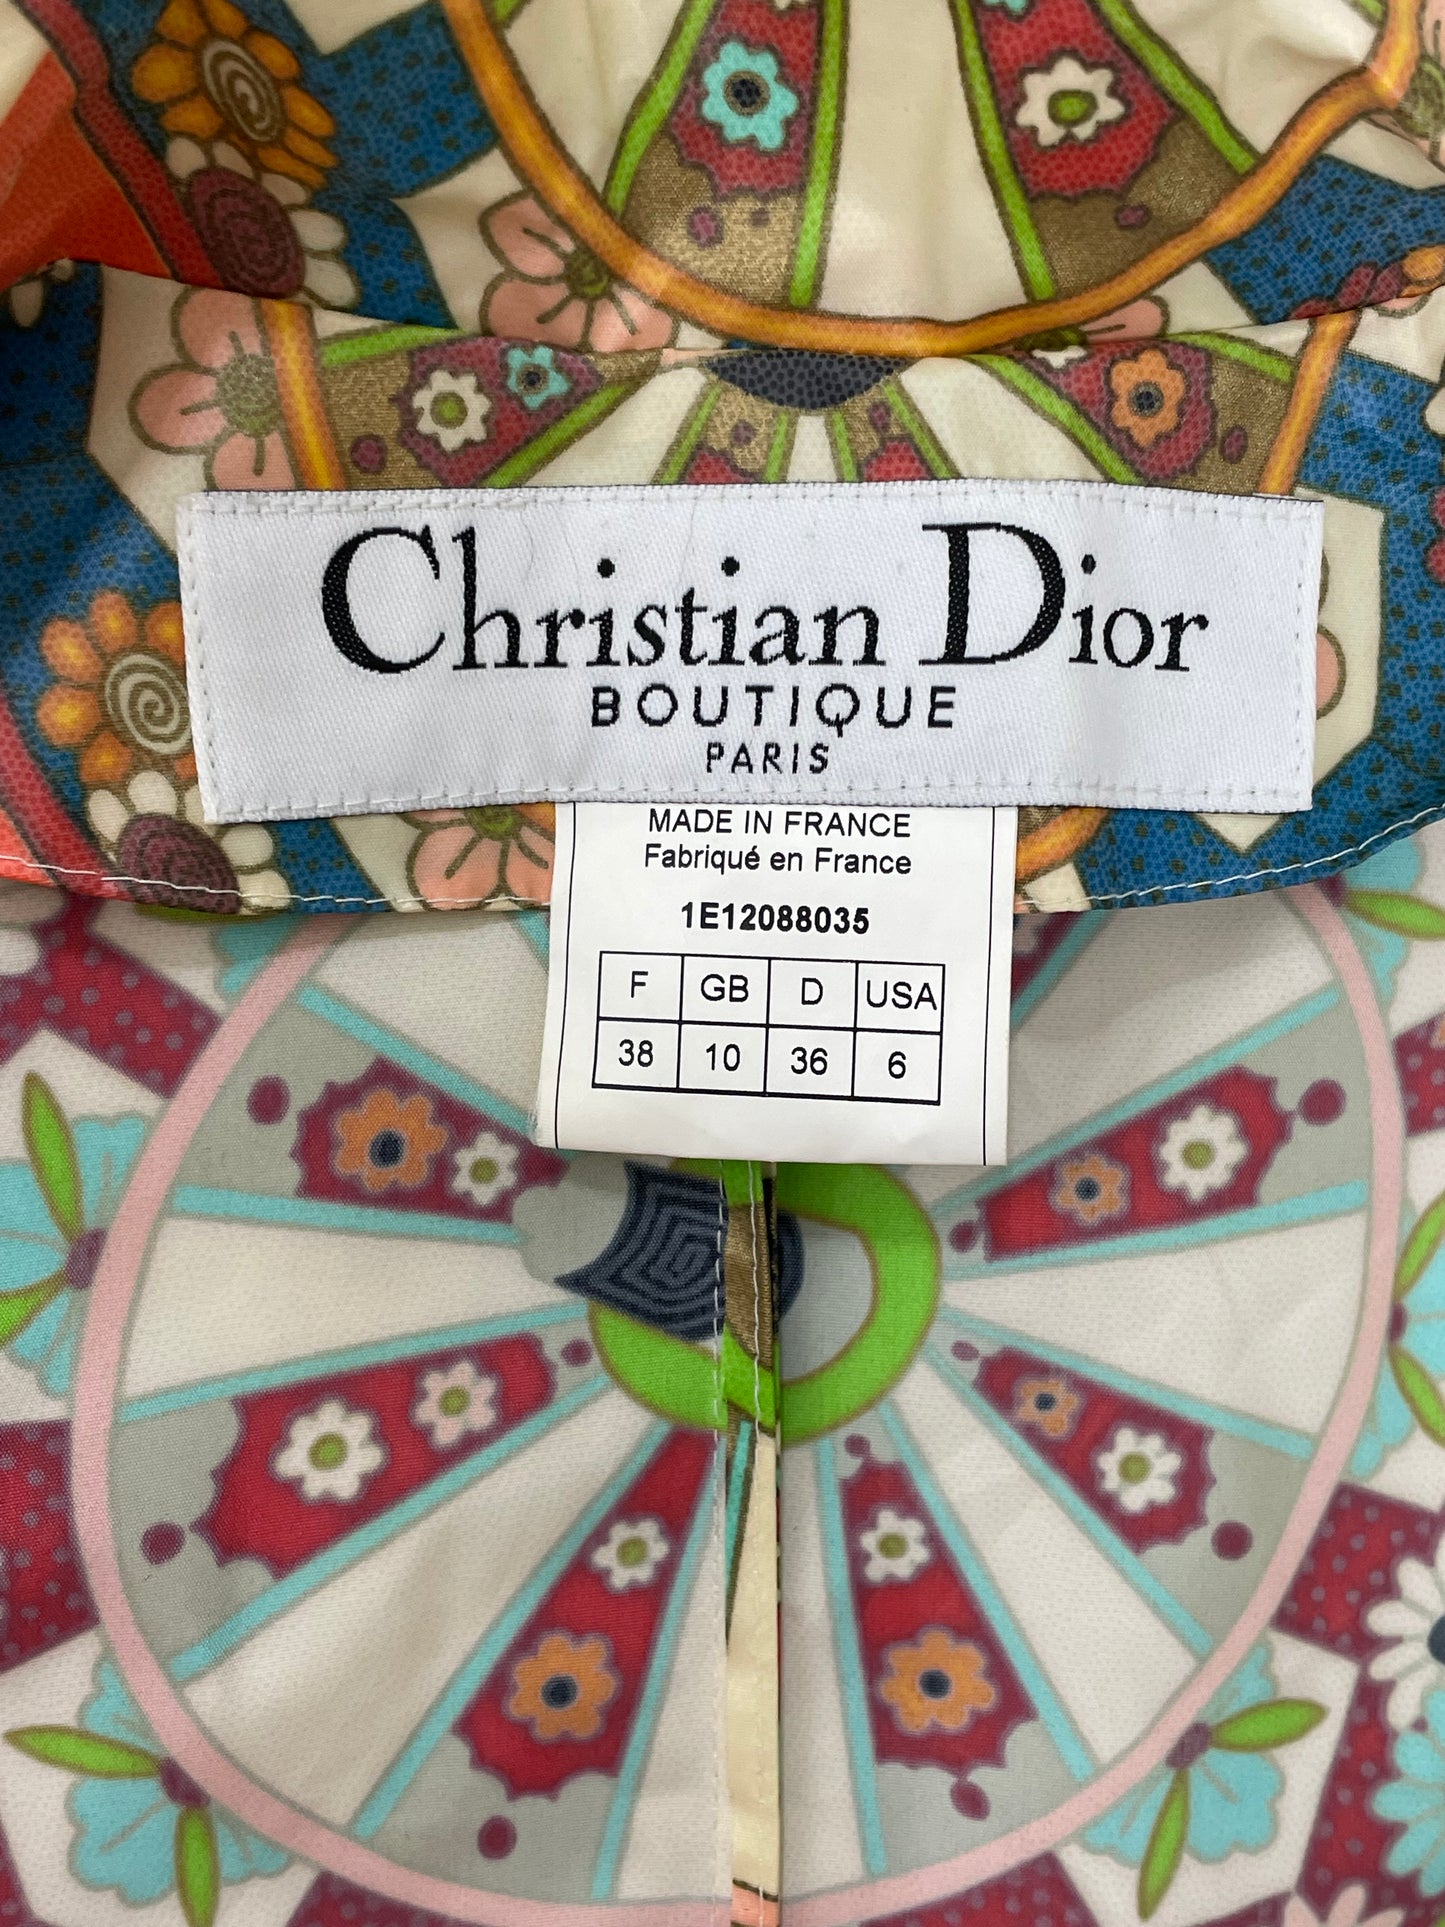 Christian Dior
BOUTIQUE
PARIS
MADE IN FRANCE
Fabriqué en France
1E12088035
F GB D USA
38 10 36 6